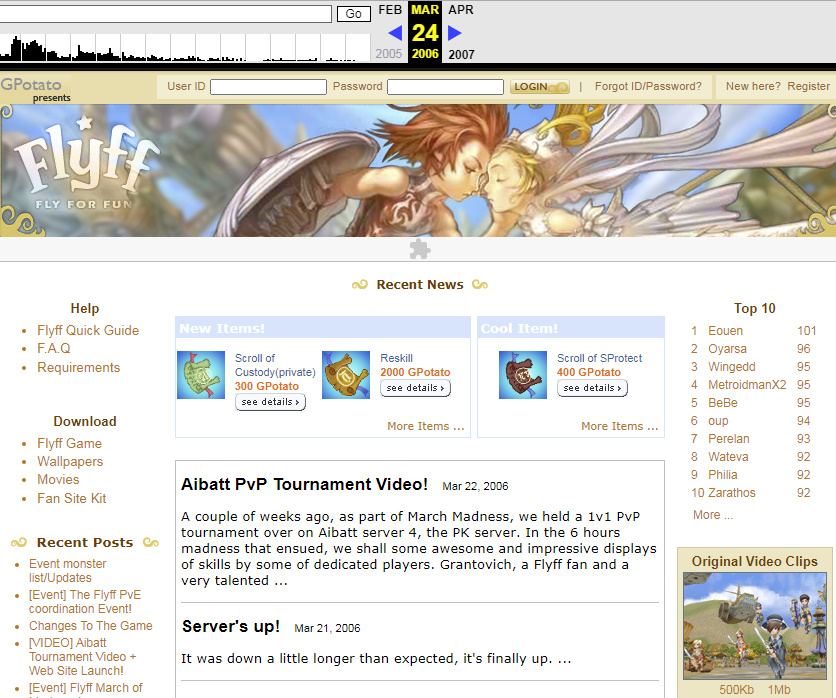 Go
FEB MAR APR
24
2005 2006 2007
GPotato
presents
User ID
Password
LOGIN
|
Forgot ID/Password?
New here? Register
Flyff
FLY FOR FUN
Recent News
Help
Flyff Quick Guide
F.A.Q
Requirements
Download
Flyff Game
Wallpapers
Movies
Fan Site Kit
Recent Posts
Event monster
list/Updates
[Event] The Flyff PvE
coordination Event!
Changes To The Game
[VIDEO] Aibatt
Tournament Video +
Web Site Launch!
[Event] Flyff March of
New Items!
Scroll of
Custody(private)
300 GPotato
see details ›
Reskill
2000 GPotato
see details ›
More Items ...
Cool Item!
Scroll of SProtect
400 GPotato
see details ›
More Items ...
Aibatt PvP Tournament Video! Mar 22, 2006
A couple of weeks ago, as part of March Madness, we held a 1v1 PvP
tournament over on Aibatt server 4, the PK server. In the 6 hours
madness that ensued, we shall some awesome and impressive displays
of skills by some of dedicated players. Grantovich, a Flyff fan and a
very talented ...
Server's up! Mar 21, 2006
It was down a little longer than expected, it's finally up. ...
Top 10
1 Eouen 101
2 Oyarsa 96
3 Wingedd 95
4 MetroidmanX2 95
5 BeBe 95
6 oup 94
7 Perelan 93
8 Wateva 92
9 Philia 92
10 Zarathos 92
More ...
Original Video Clips
500Kb 1Mb